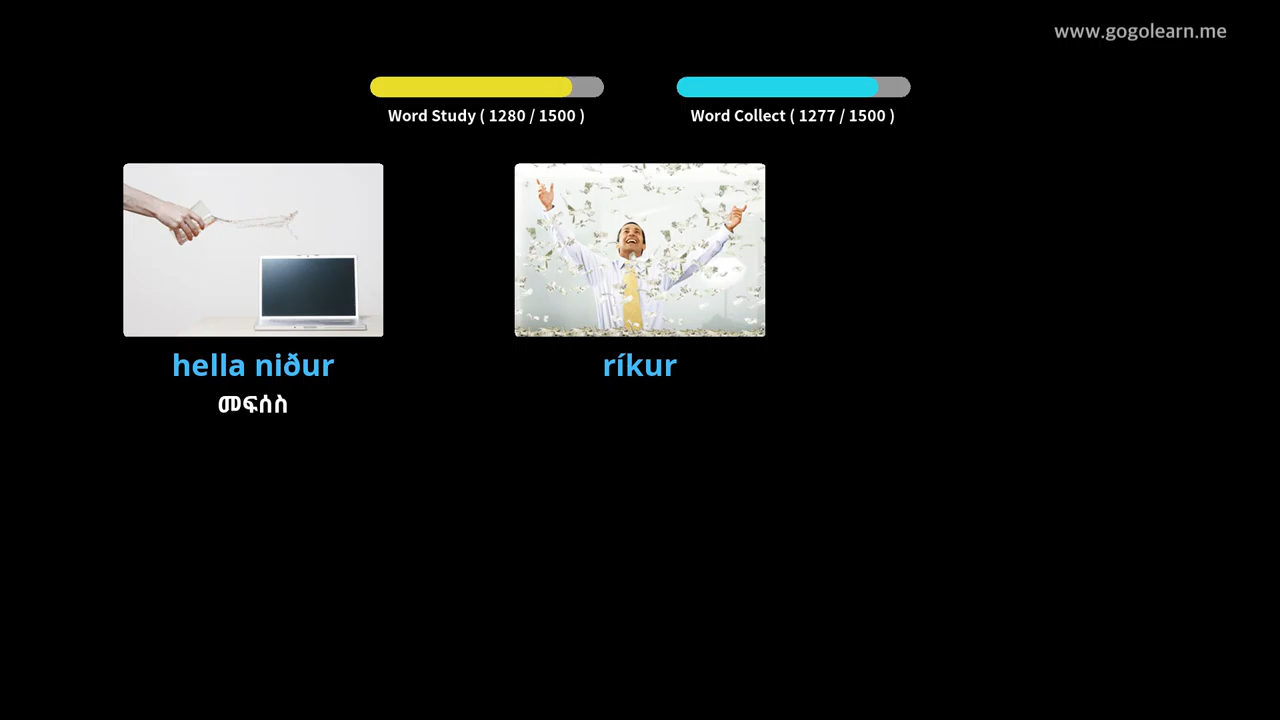 www.gogolearn.me
Word Study ( 1280 / 1500 )
Word Collect ( 1277 / 1500 )
hella niður
መፍሰስ
ríkur